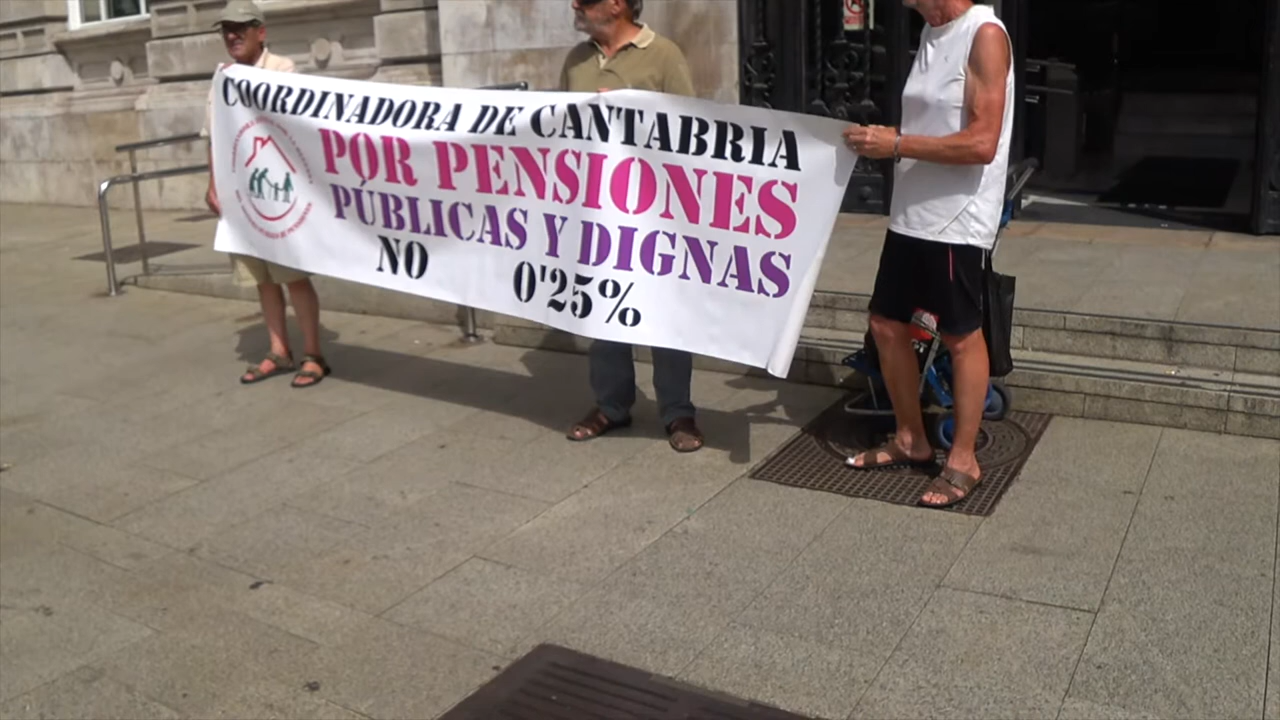 COORDINADORA DE CANTABRIA
POR PENSIONES
PÚBLICAS Y DIGNAS
NO 0'25%